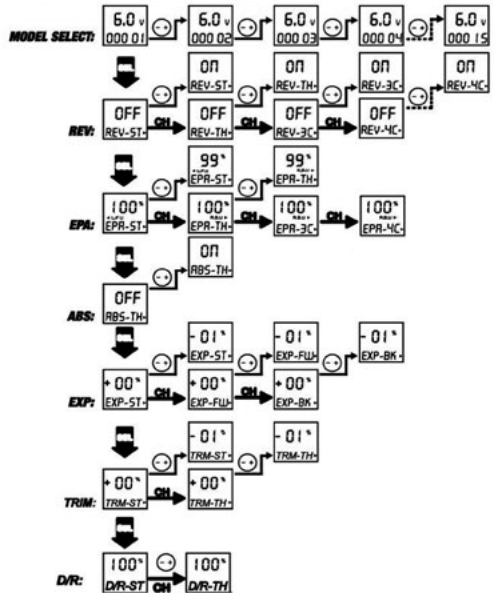 MODEL SELECT: 6.0 v 000 01 6.0 v 000 02 6.0 v 000 03 6.0 v 000 04 6.0 v 000 15
SEL
ON REV-ST ON REV-TH ON REV-3C ON REV-4C
REV: OFF REV-ST CH OFF REV-TH CH OFF REV-3C CH OFF REV-4C
SEL
99% EPA-ST 99% EPA-TH
EPA: 100% EPA-ST CH 100% EPA-TH CH 100% EPA-3C CH 100% EPA-4C
SEL
ON ABS-TH
ABS: OFF ABS-TH
SEL
- 01% EXP-ST - 01% EXP-FW - 01% EXP-BK
EXP: + 00% EXP-ST CH + 00% EXP-FW CH + 00% EXP-BK
SEL
- 01% TRM-ST - 01% TRM-TH
TRIM: + 00% TRM-ST CH + 00% TRM-TH
SEL
D/R: 100% D/R-ST CH 100% D/R-TH